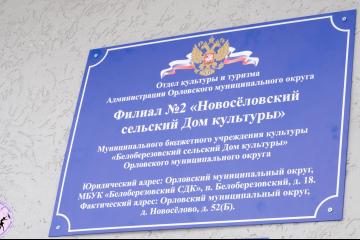 Отдел культуры и туризма
Администрации Орловского муниципального округа
Филиал №2 «Новосёловский
сельский Дом культуры»
Муниципального бюджетного учреждения культуры
«Белоберезовский сельский Дом культуры»
Орловского муниципального округа
Юридический адрес: Орловский муниципальный округ,
МБУК «Белоберезовский СДК», п. Белоберезовский, д. 18.
Фактический адрес: Орловский муниципальный округ,
д. Новосёлово, д. 52(Б).